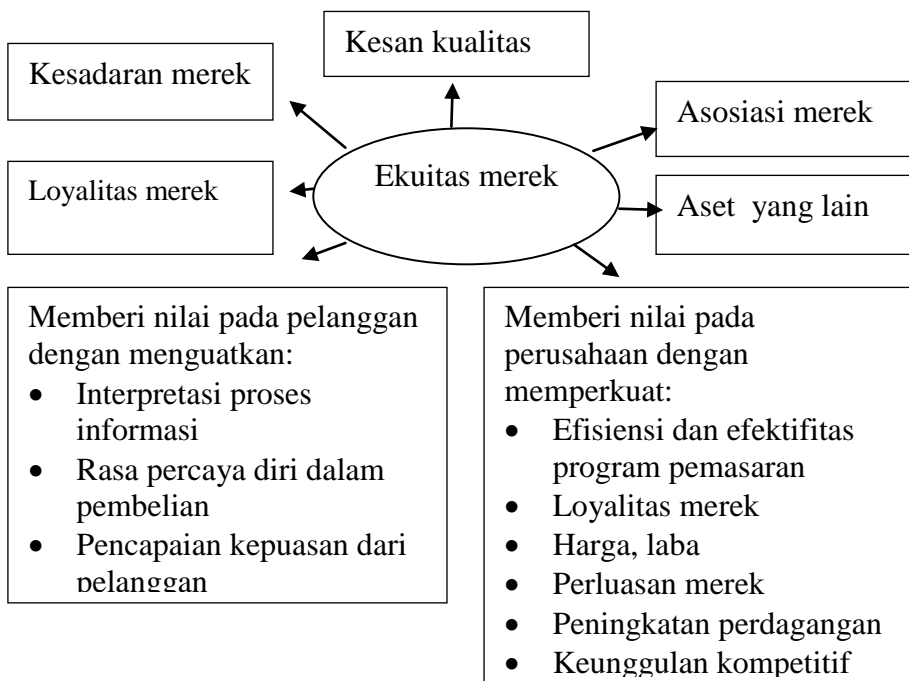 Kesan kualitas
Kesadaran merek
Asosiasi merek
Ekuitas merek
Loyalitas merek
Aset yang lain
Memberi nilai pada pelanggan
dengan menguatkan:
• Interpretasi proses
informasi
• Rasa percaya diri dalam
pembelian
• Pencapaian kepuasan dari
pelanggan
Memberi nilai pada
perusahaan dengan
memperkuat:
• Efisiensi dan efektifitas
program pemasaran
• Loyalitas merek
• Harga, laba
• Perluasan merek
• Peningkatan perdagangan
• Keunggulan kompetitif